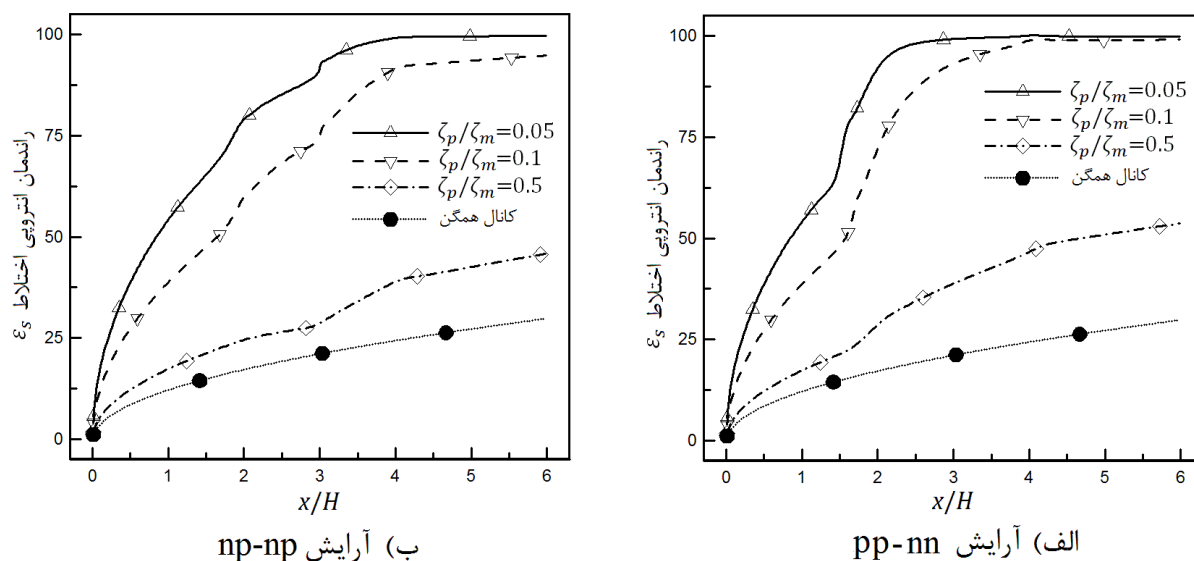 راندمان انتروپی اختلاط εs
100
75
50
25
0
ζp/ζm=0.05
ζp/ζm=0.1
ζp/ζm=0.5
کانال همگن
0 1 2 3 4 5 6
x/H
الف) آرایش pp-nn
راندمان انتروپی اختلاط εs
100
75
50
25
0
ζp/ζm=0.05
ζp/ζm=0.1
ζp/ζm=0.5
کانال همگن
0 1 2 3 4 5 6
x/H
ب) آرایش np-np